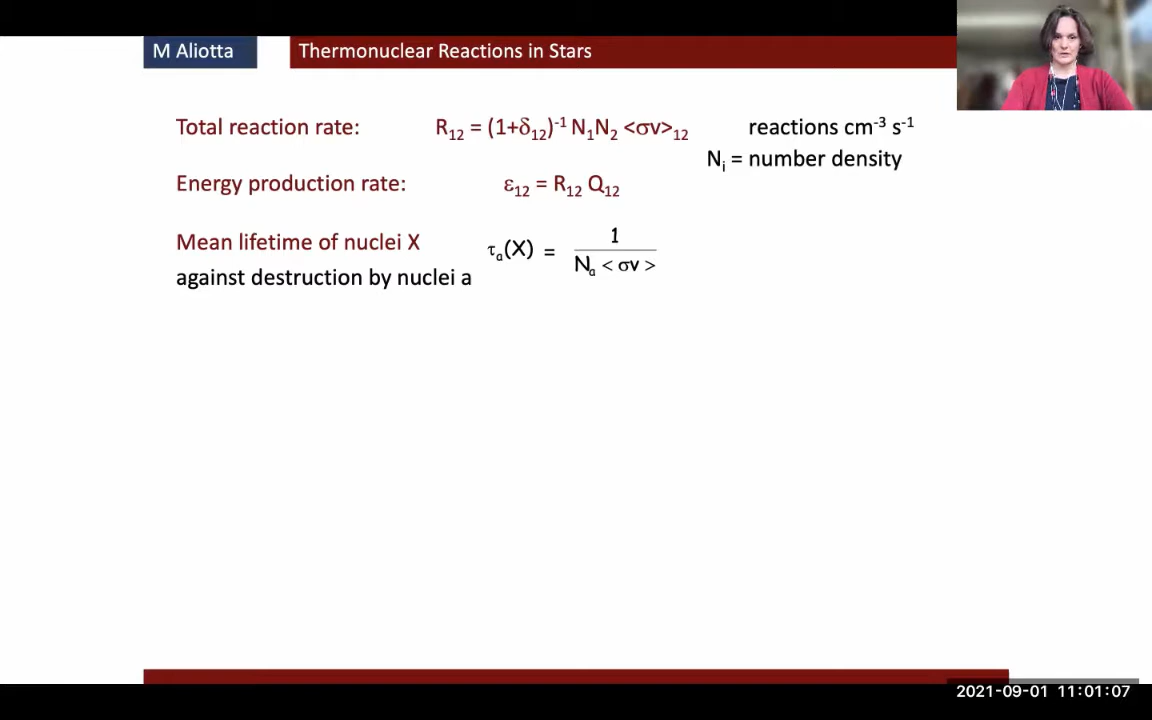 M Aliotta
Thermonuclear Reactions in Stars
Total reaction rate: R₁₂ = (1+δ₁₂)⁻¹ N₁N₂ <σv>₁₂ reactions cm⁻³ s⁻¹
Nᵢ = number density
Energy production rate: ε₁₂ = R₁₂ Q₁₂
Mean lifetime of nuclei X τₐ(X) = 1 / Nₐ < σv >
against destruction by nuclei a
2021-09-01 11:01:07